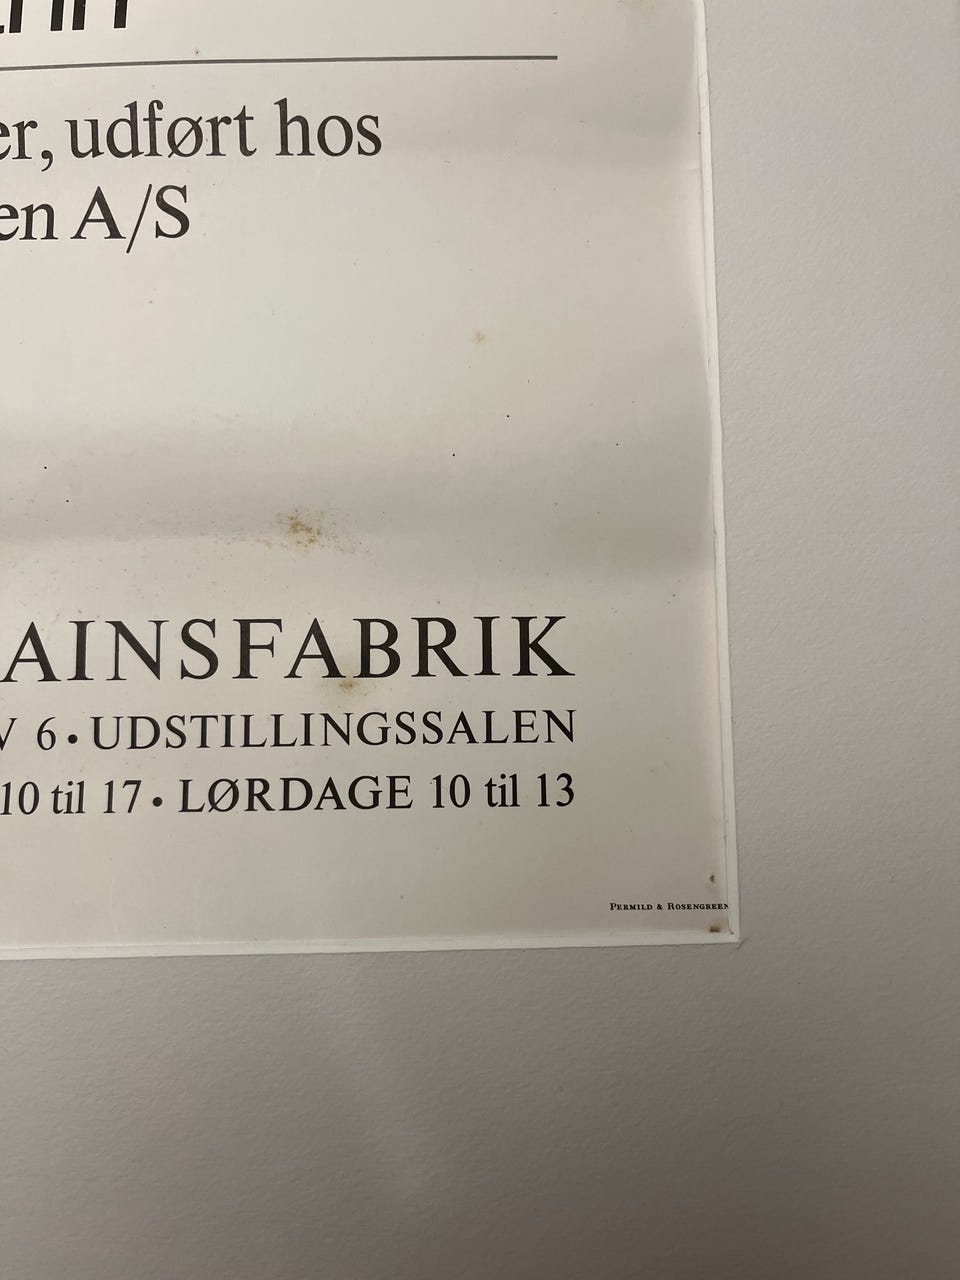 er, udført hos
en A/S
AINSFABRIK
V 6 • UDSTILLINGSSALEN
10 til 17 • LØRDAGE 10 til 13
PERMILD & ROSENGREEN